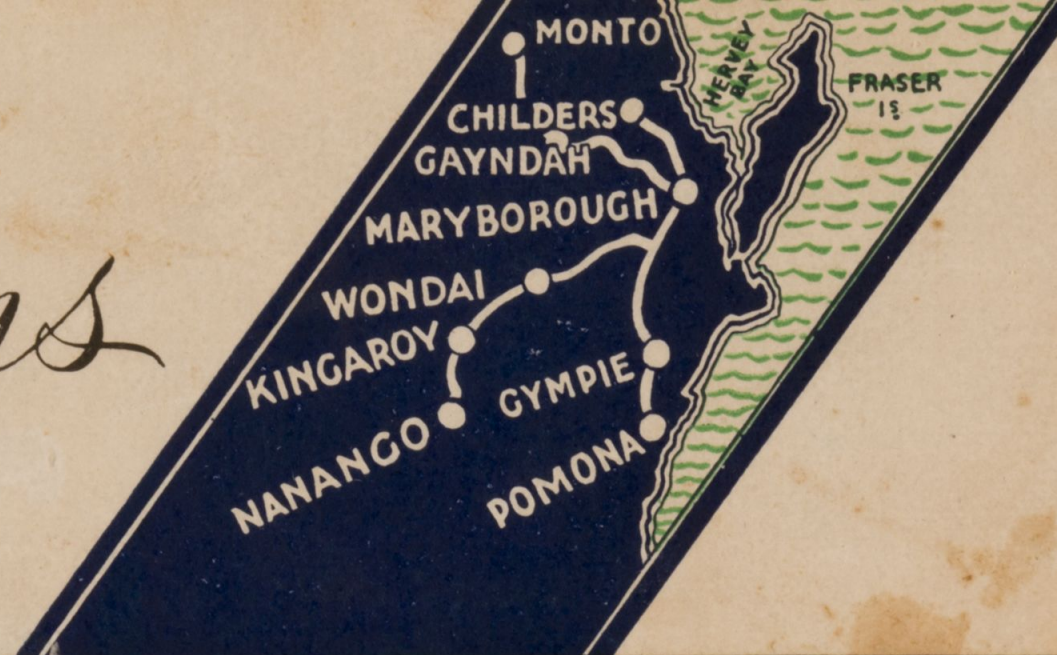 MONTO
HERVEY
BAY
FRASER
Is.
CHILDERS
GAYNDAH
MARYBOROUGH
WONDAI
KINGAROY
GYMPIE
NANANGO
POMONA